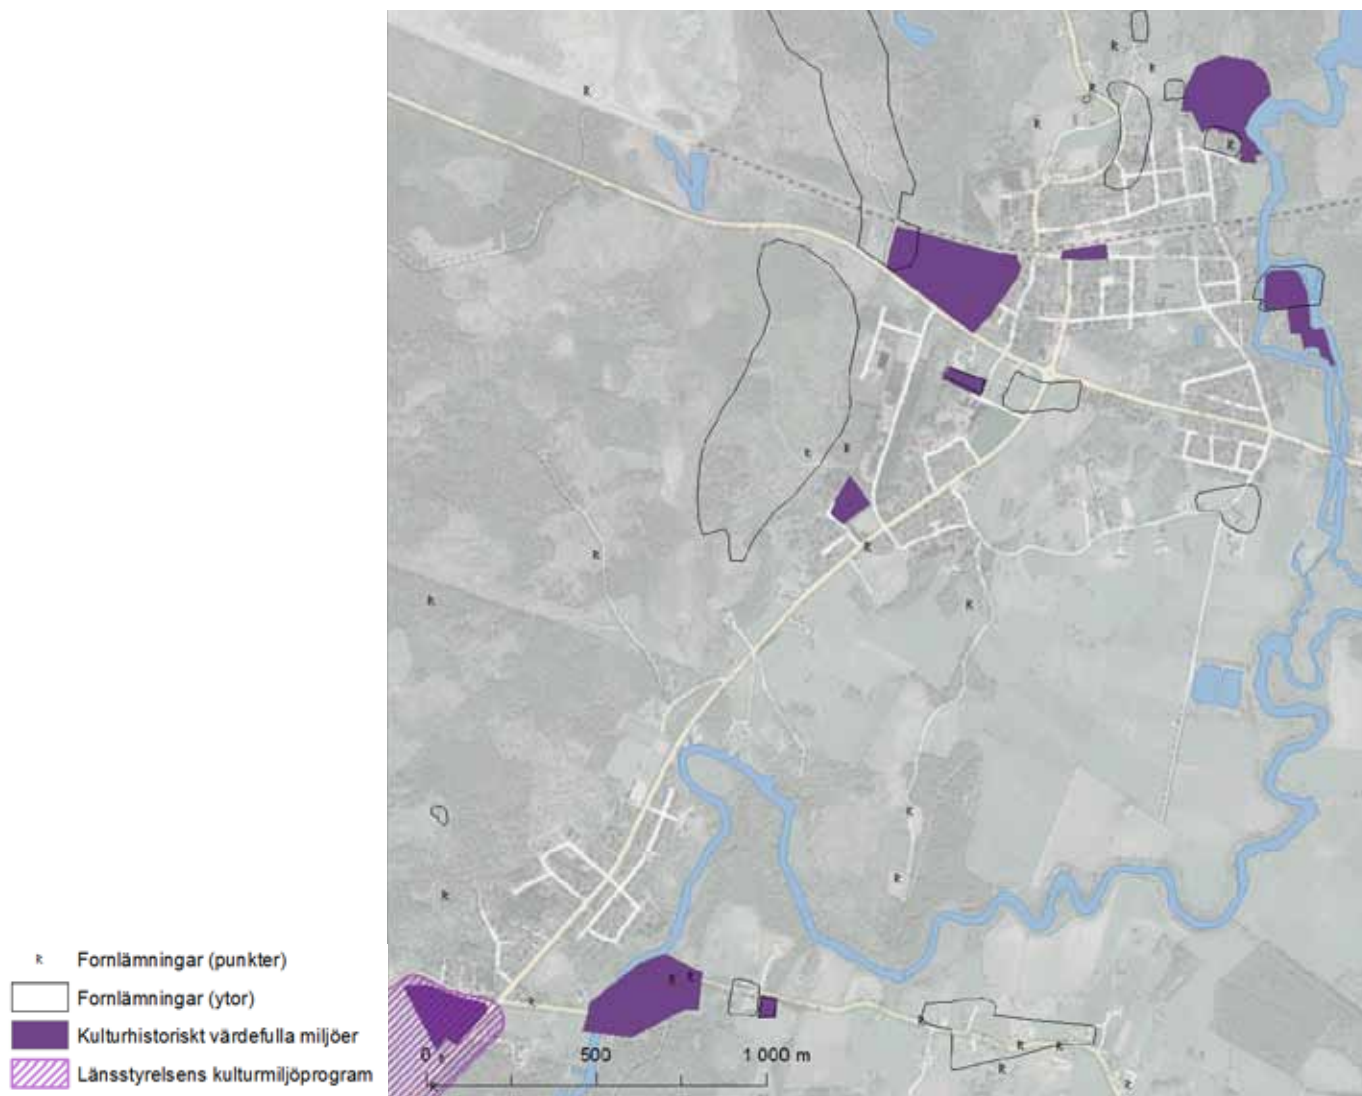 Fornlämningar (punkter)
Fornlämningar (ytor)
Kulturhistoriskt värdefulla miljöer
Länsstyrelsens kulturmiljöprogram
0 500 1 000 m